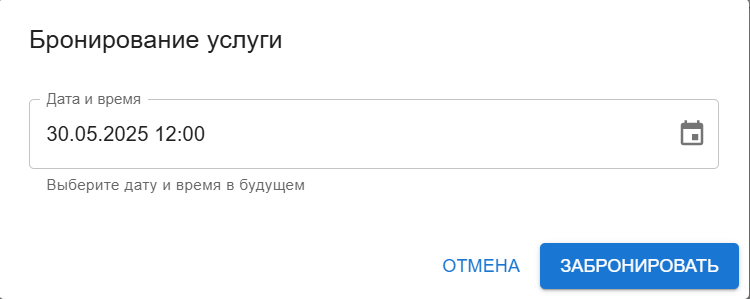 Бронирование услуги
Дата и время
30.05.2025 12:00
Выберите дату и время в будущем
ОТМЕНА
ЗАБРОНИРОВАТЬ